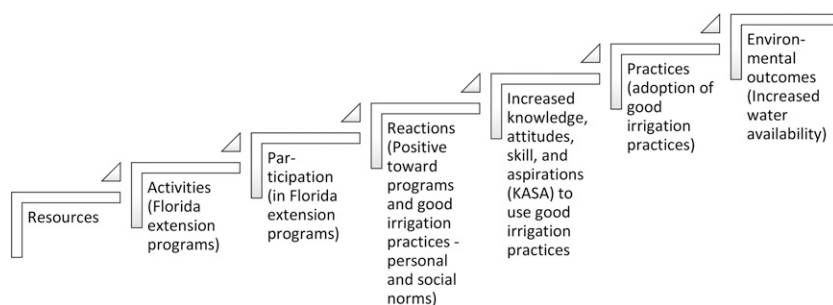 Resources
Activities
(Florida
extension
programs)
Par-
ticipation
(in Florida
extension
programs)
Reactions
(Positive
toward
programs
and good
irrigation
practices -
personal
and social
norms)
Increased
knowledge,
attitudes,
skill, and
aspirations
(KASA) to
use good
irrigation
practices
Practices
(adoption of
good
irrigation
practices)
Environ-
mental
outcomes
(Increased
water
availability)